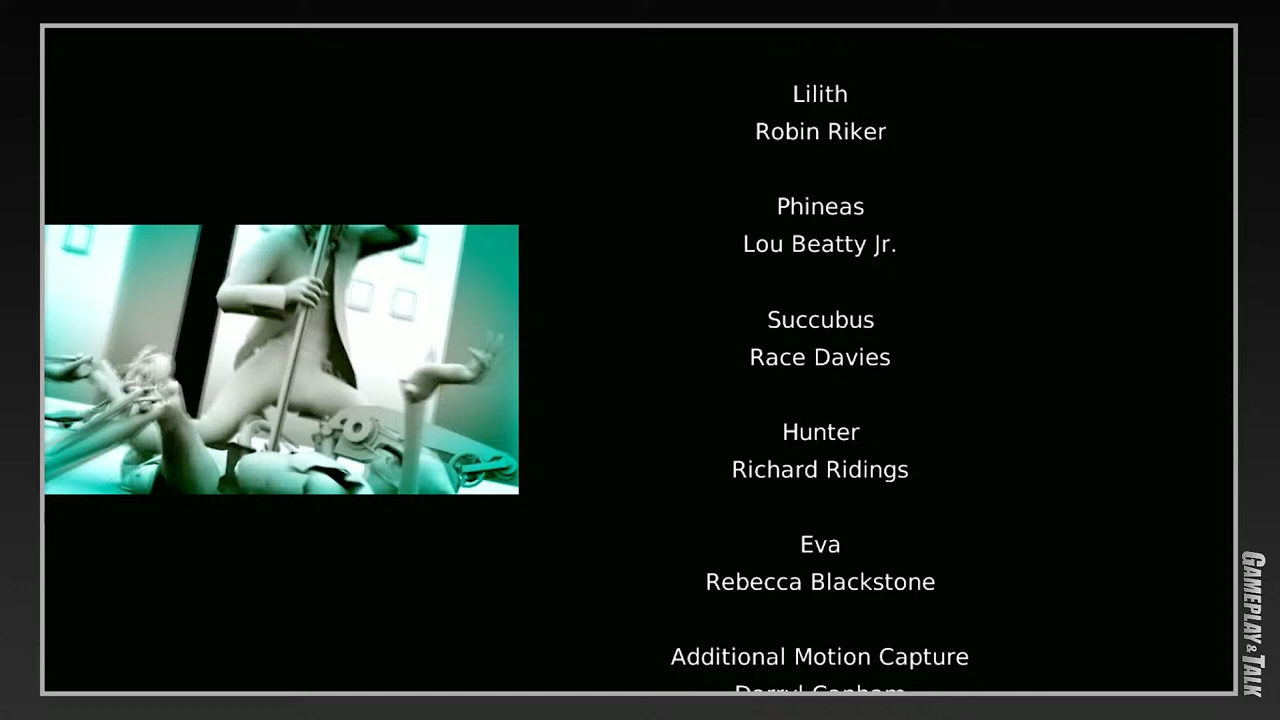 Lilith
Robin Riker
Phineas
Lou Beatty Jr.
Succubus
Race Davies
Hunter
Richard Ridings
Eva
Rebecca Blackstone
Additional Motion Capture
GAMEPLAY & TALK